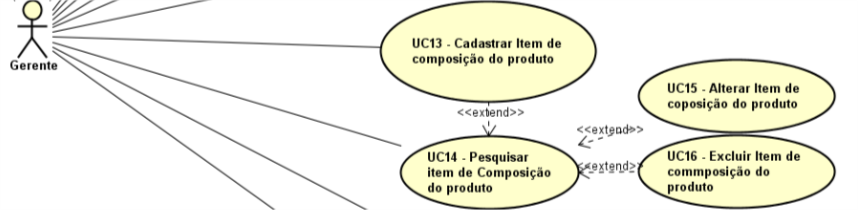 Gerente
UC13 - Cadastrar Item de
composição do produto
<<extend>>
UC14 - Pesquisar
item de Composição
do produto
<<extend>>
<<extend>>
UC15 - Alterar Item de
coposição do produto
UC16 - Excluir Item de
commposição do
produto